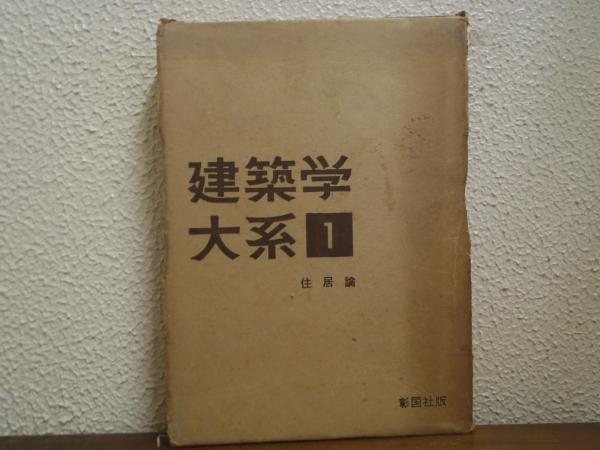 建築学
大系 1
住居論
彰国社版